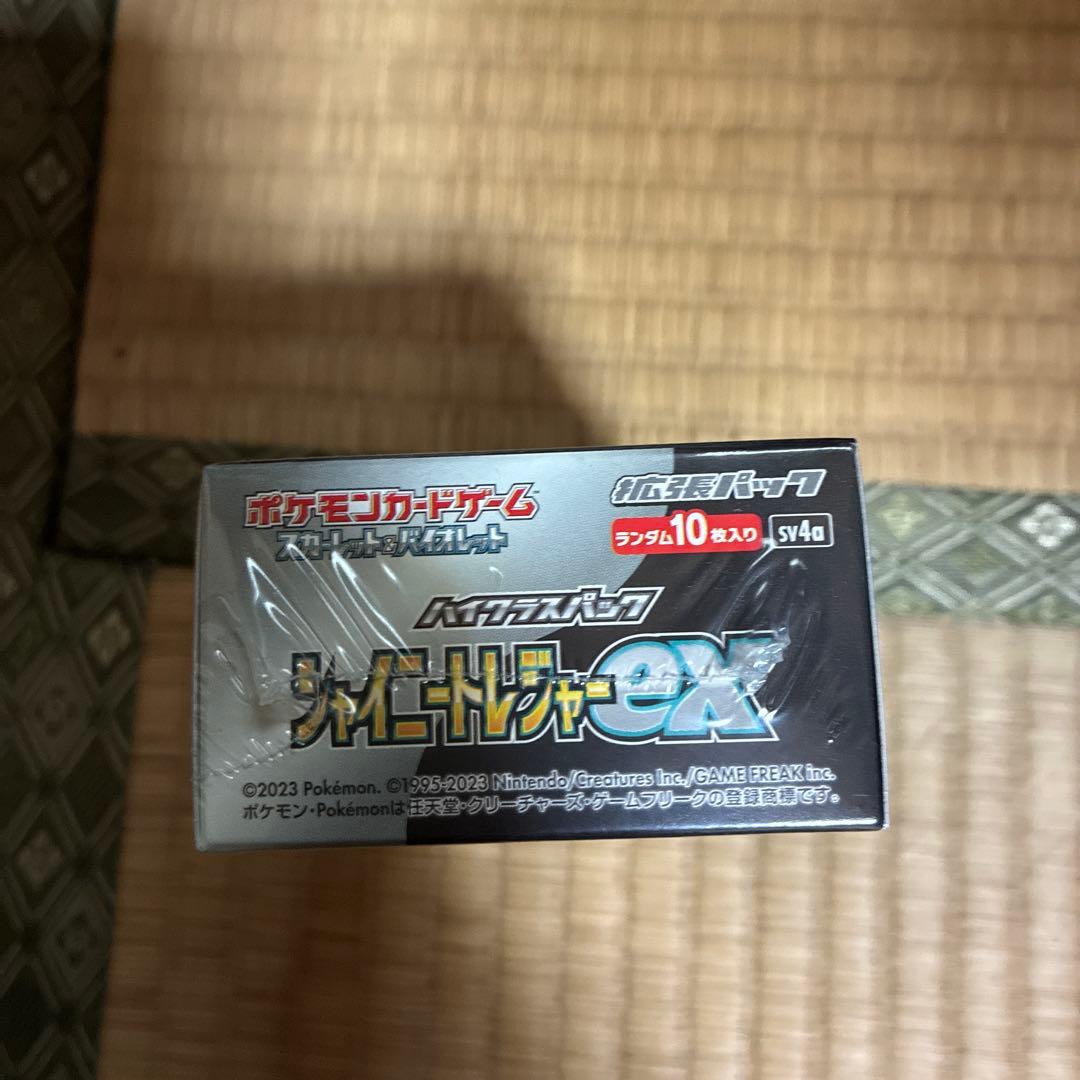 ポケモンカードゲーム
スカーレット&バイオレット
拡張パック
ランダム10枚入り
SV4a
ハイクラスパック
シャイニートレジャーex
©2023 Pokémon. ©1995-2023 Nintendo/Creatures Inc./GAME FREAK inc.
ポケモン・Pokémonは任天堂・クリーチャーズ・ゲームフリークの登録商標です。